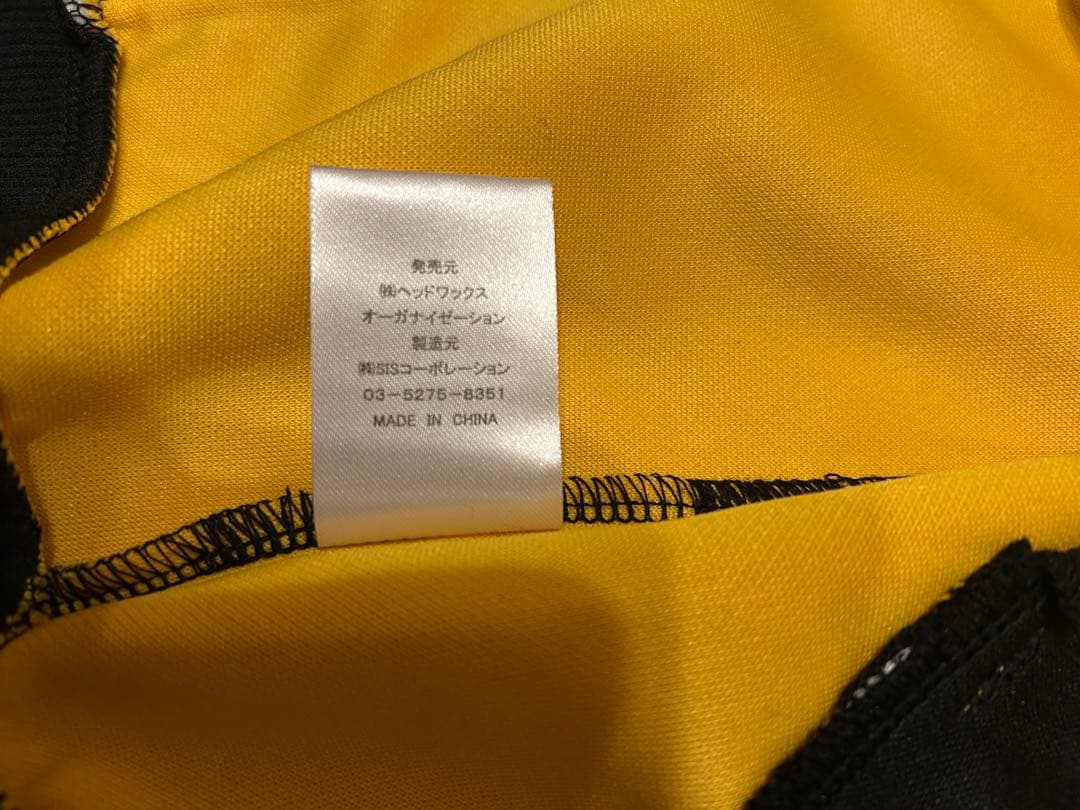 発売元
㈱ヘッドワックス
オーガナイゼーション
製造元
㈱SISコーポレーション
03-5275-8351
MADE IN CHINA